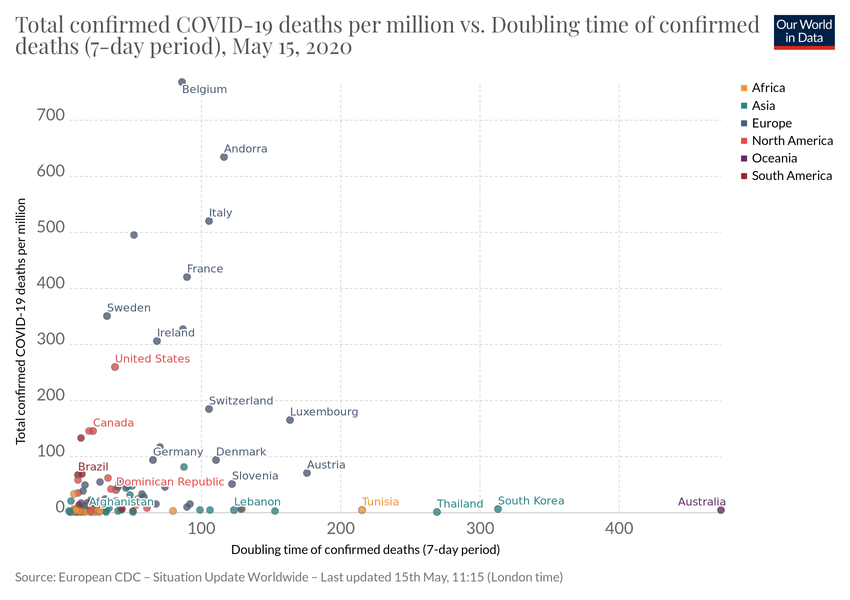 Total confirmed COVID-19 deaths per million vs. Doubling time of confirmed
deaths (7-day period), May 15, 2020
Our World
in Data
Africa
Asia
Europe
North America
Oceania
South America
Total confirmed COVID-19 deaths per million
700
600
500
400
300
200
100
0
Belgium
Andorra
Italy
France
Sweden
Ireland
United States
Switzerland
Luxembourg
Canada
Germany
Denmark
Austria
Brazil
Dominican Republic
Slovenia
Afghanistan
Lebanon
Tunisia
Thailand
South Korea
Australia
100
200
300
400
Doubling time of confirmed deaths (7-day period)
Source: European CDC – Situation Update Worldwide – Last updated 15th May, 11:15 (London time)